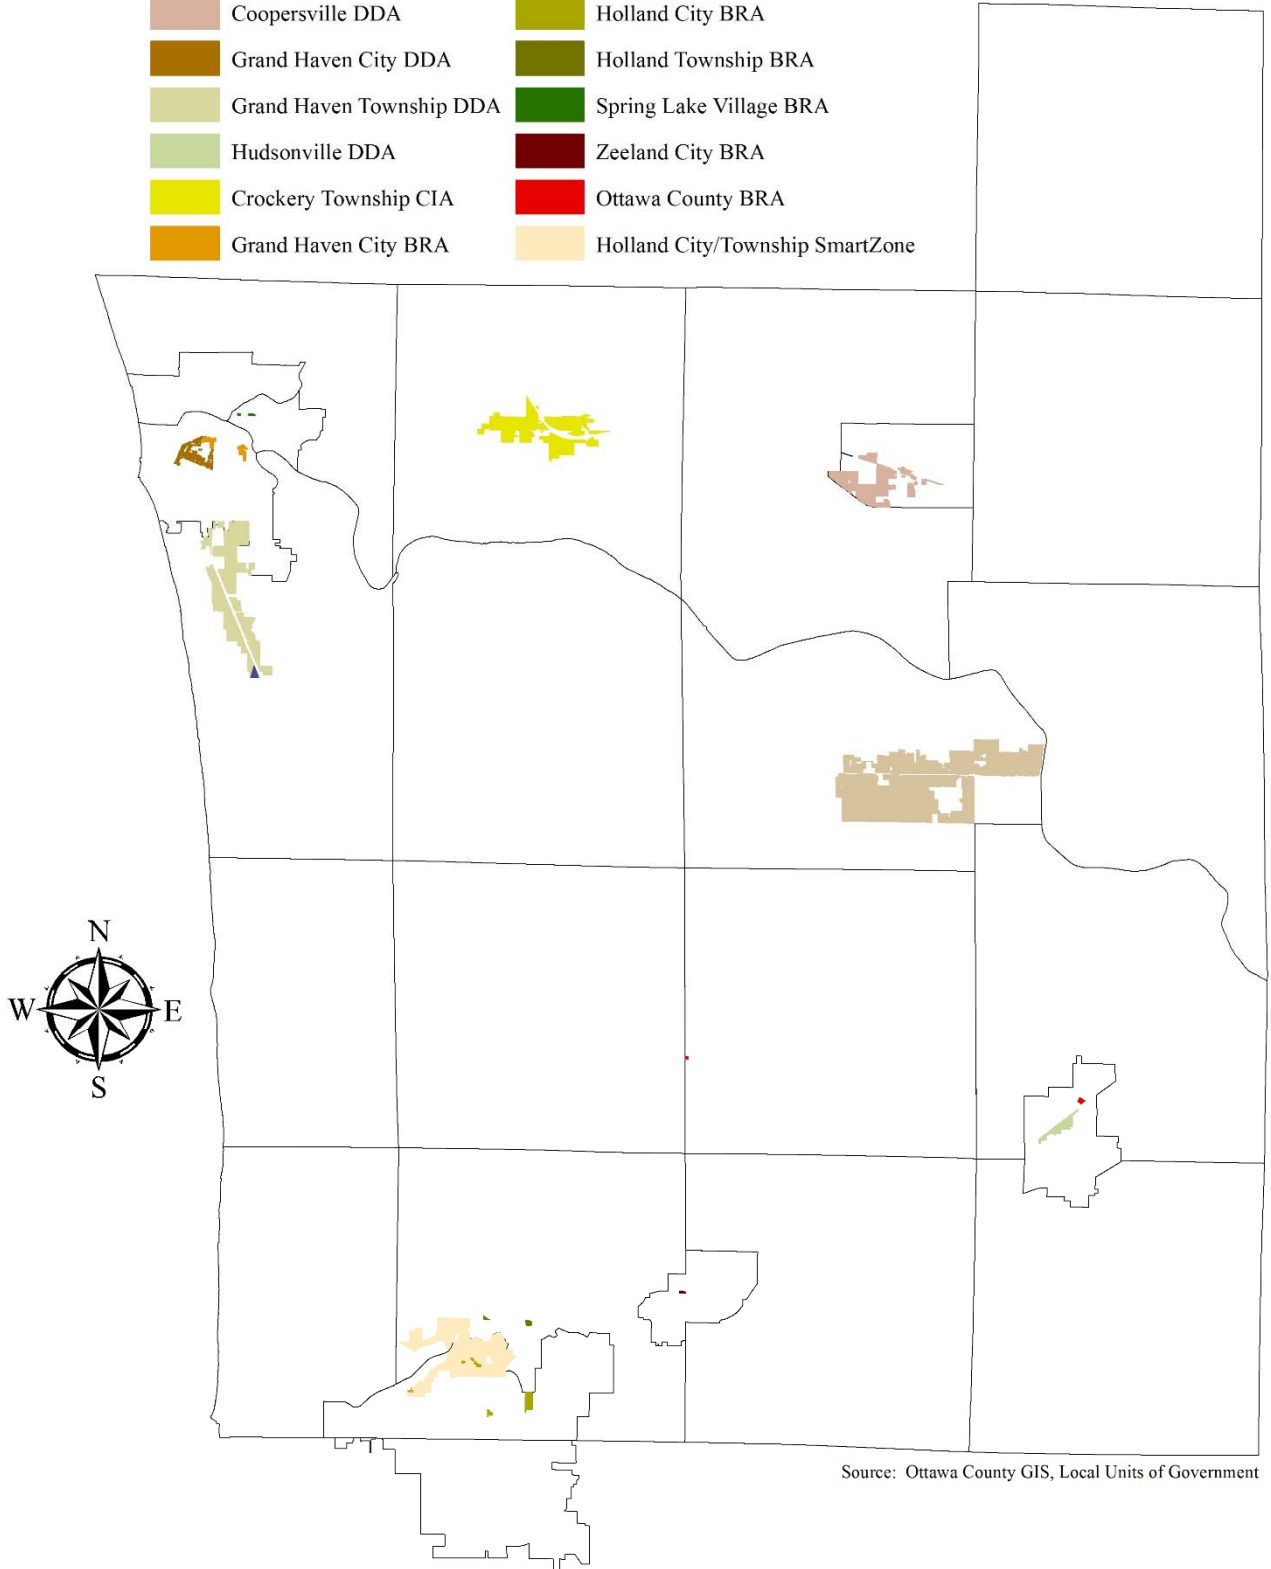 Coopersville DDA
Grand Haven City DDA
Grand Haven Township DDA
Hudsonville DDA
Crockery Township CIA
Grand Haven City BRA
Holland City BRA
Holland Township BRA
Spring Lake Village BRA
Zeeland City BRA
Ottawa County BRA
Holland City/Township SmartZone
N
W E
S
Source: Ottawa County GIS, Local Units of Government